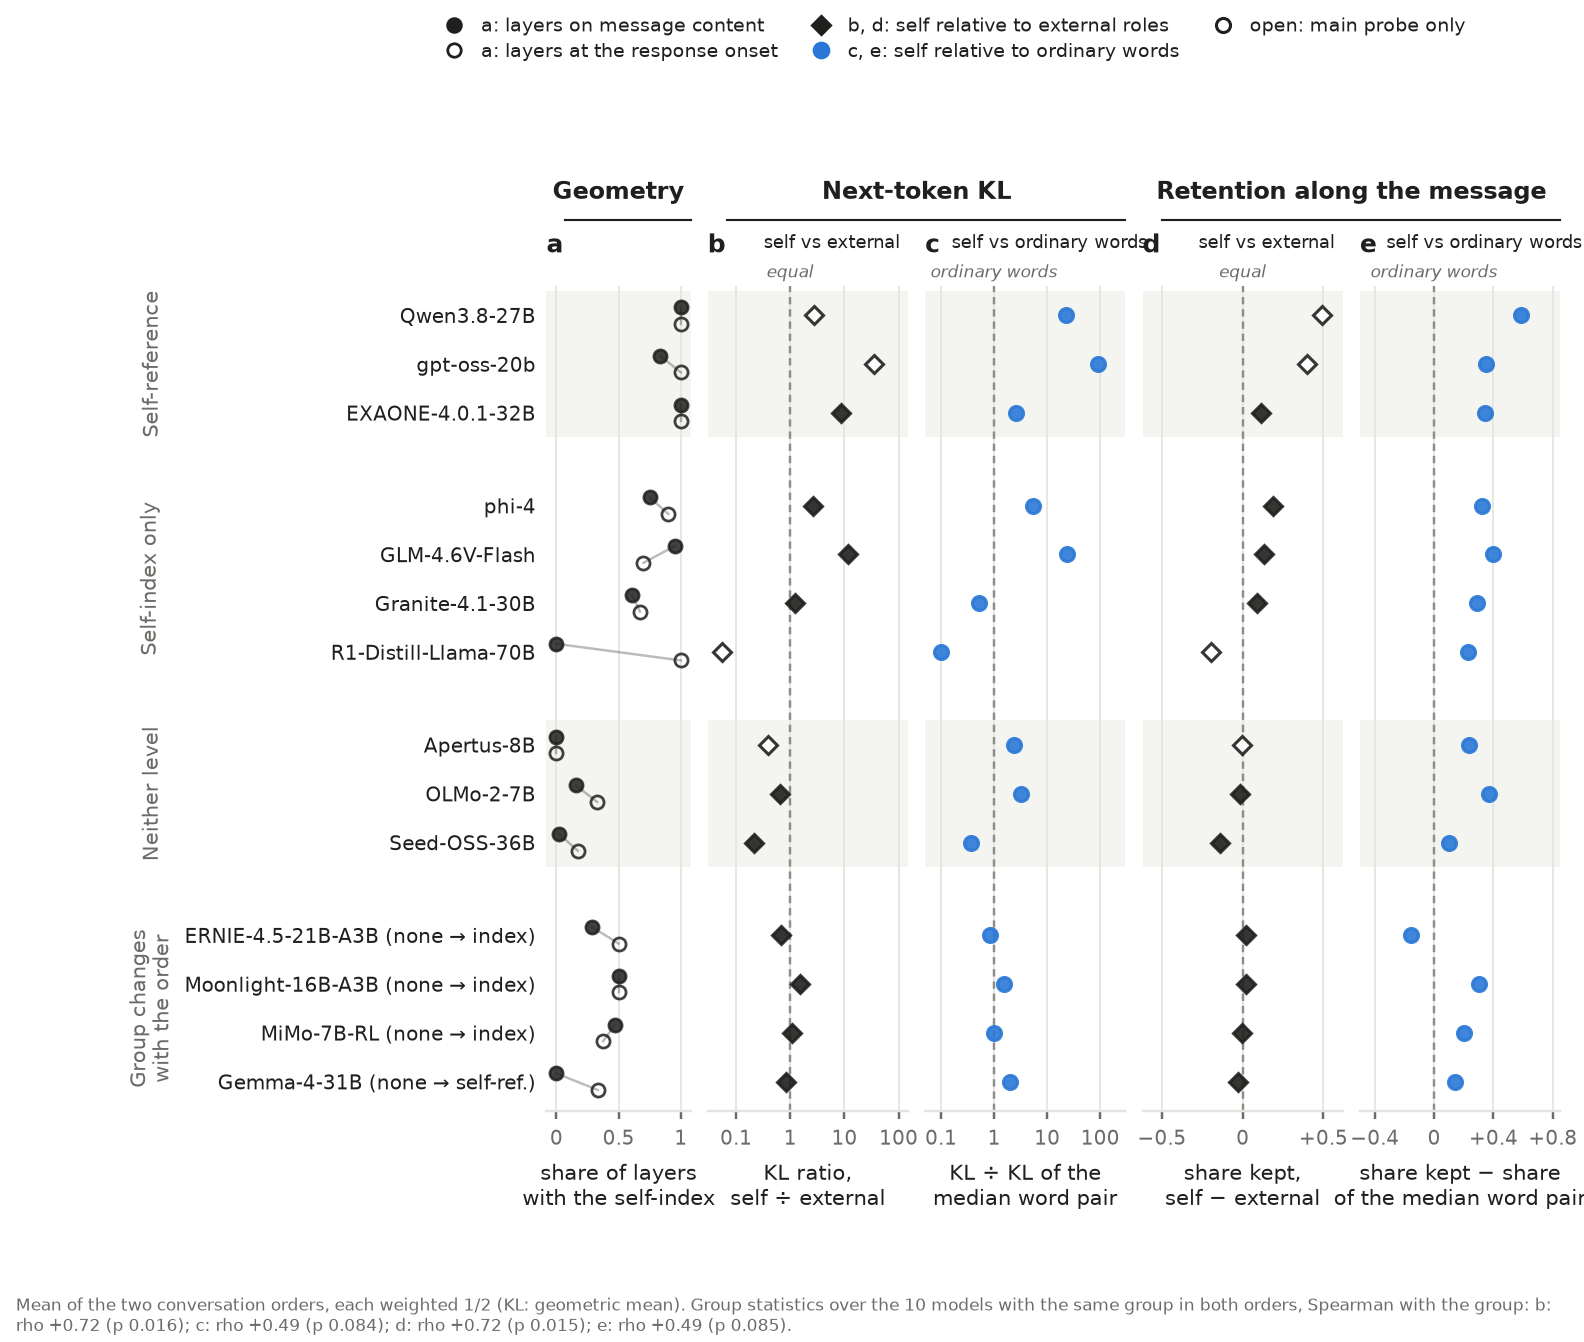 a: layers on message content
a: layers at the response onset
b, d: self relative to external roles
c, e: self relative to ordinary words
open: main probe only
Geometry
Next-token KL
Retention along the message
a
b self vs external
equal
c self vs ordinary words
ordinary words
d self vs external
equal
e self vs ordinary words
ordinary words
Self-reference
Qwen3.8-27B
gpt-oss-20b
EXAONE-4.0.1-32B
Self-index only
phi-4
GLM-4.6V-Flash
Granite-4.1-30B
R1-Distill-Llama-70B
Neither level
Apertus-8B
OLMo-2-7B
Seed-OSS-36B
Group changes
with the order
ERNIE-4.5-21B-A3B (none → index)
Moonlight-16B-A3B (none → index)
MiMo-7B-RL (none → index)
Gemma-4-31B (none → self-ref.)
0 0.5 1
share of layers
with the self-index
0.1 1 10 100
KL ratio,
self ÷ external
0.1 1 10 100
KL ÷ KL of the
median word pair
−0.5 0 +0.5
share kept,
self − external
−0.4 0 +0.4 +0.8
share kept − share
of the median word pair
Mean of the two conversation orders, each weighted 1/2 (KL: geometric mean). Group statistics over the 10 models with the same group in both orders, Spearman with the group: b:
rho +0.72 (p 0.016); c: rho +0.49 (p 0.084); d: rho +0.72 (p 0.015); e: rho +0.49 (p 0.085).